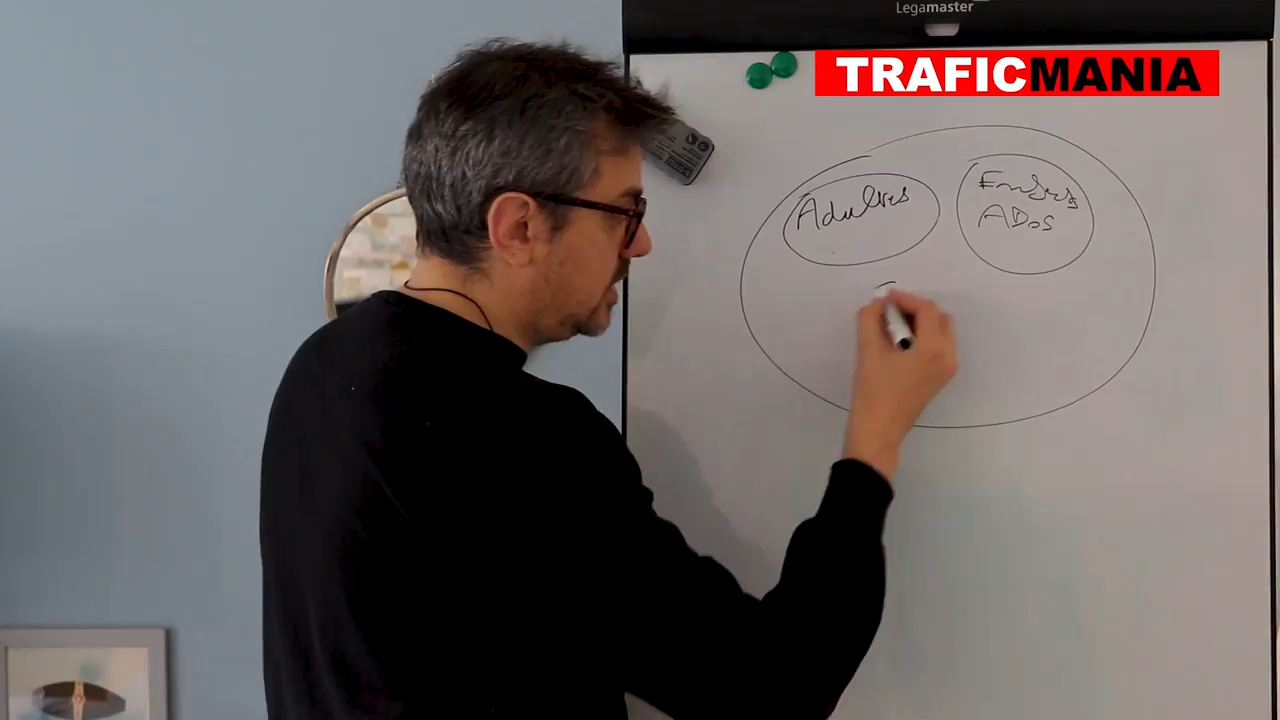 Legamaster
TRAFICMANIA
Adultes
Enfants
ADos